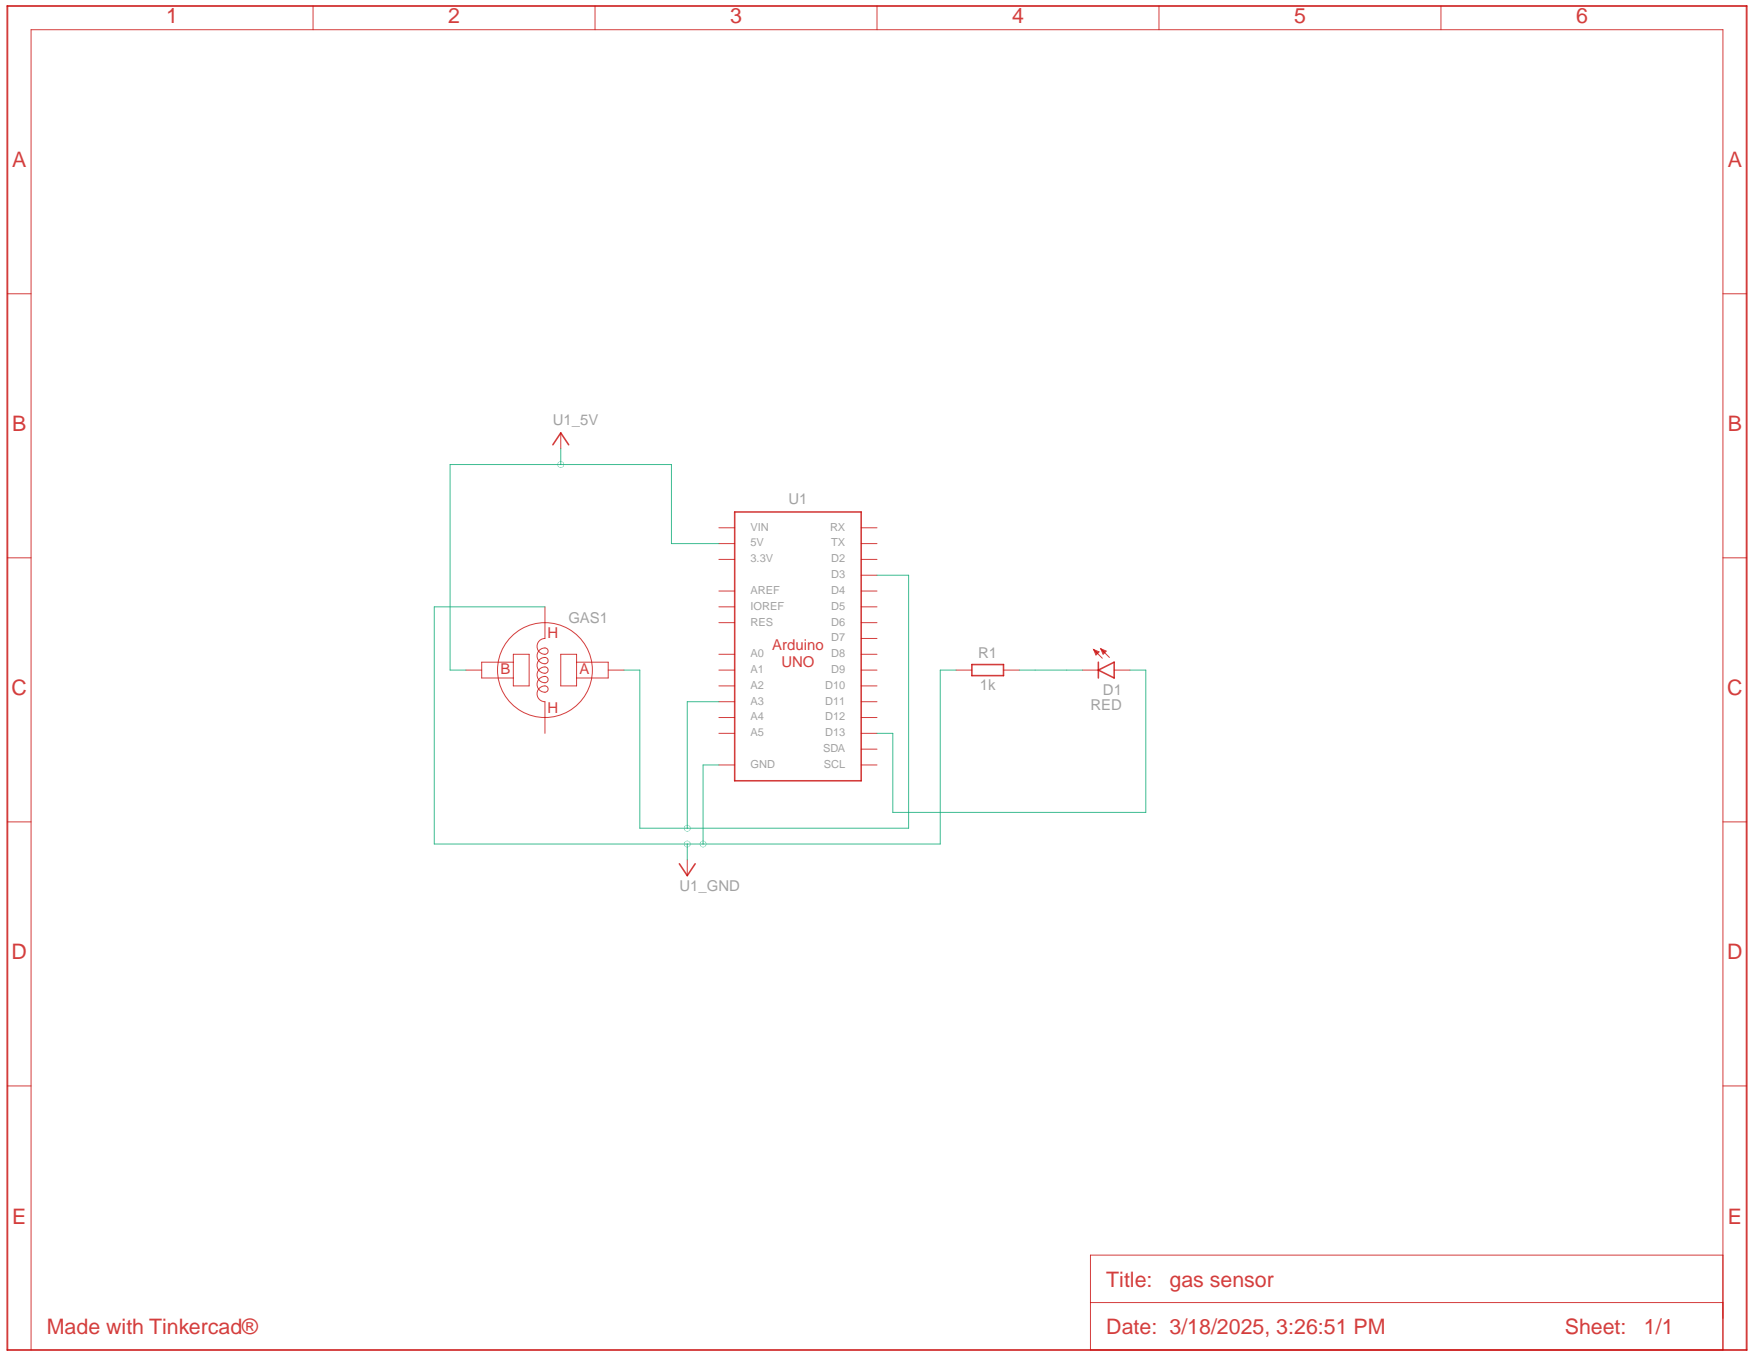 1 2 3 4 5 6
A A
B B
U1_5V
U1
VIN RX
5V TX
3.3V D2
D3
AREF D4
IOREF D5
RES D6
D7
Arduino
UNO
A0 D8
A1 D9
A2 D10
A3 D11
A4 D12
A5 D13
SDA
GND SCL
GAS1
H
B A
H
R1
1k
D1
RED
C C
U1_GND
D D
E E
Title: gas sensor
Date: 3/18/2025, 3:26:51 PM Sheet: 1/1
Made with Tinkercad®